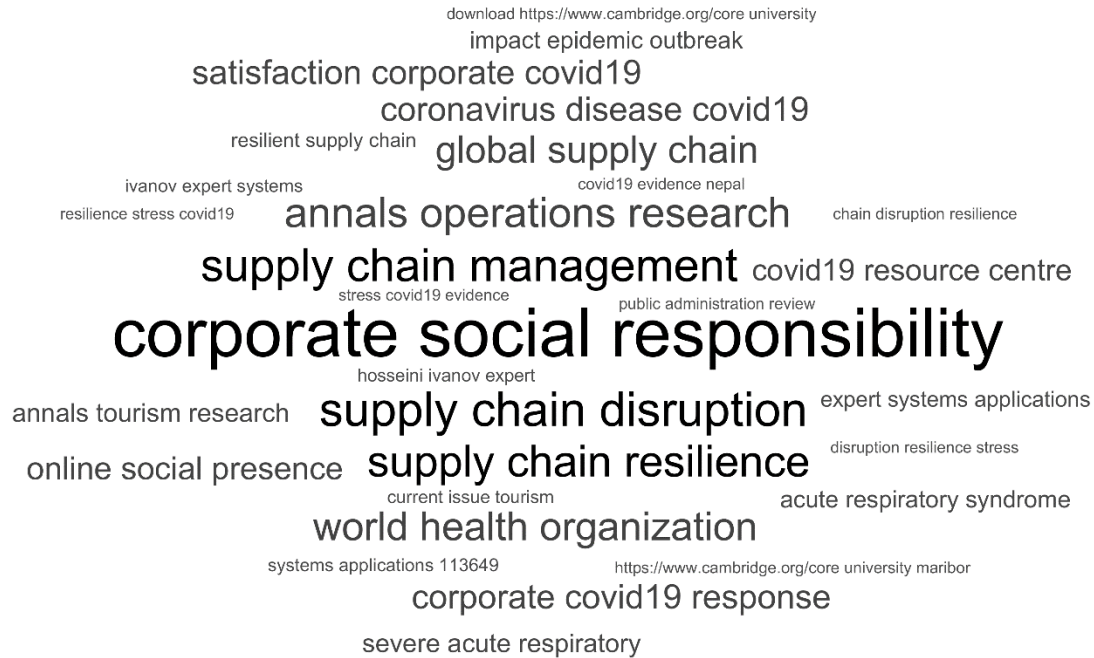 download https://www.cambridge.org/core university
impact epidemic outbreak
satisfaction corporate covid19
coronavirus disease covid19
resilient supply chain
global supply chain
ivanov expert systems
covid19 evidence nepal
resilience stress covid19
annals operations research
chain disruption resilience
supply chain management
covid19 resource centre
stress covid19 evidence
public administration review
corporate social responsibility
hosseini ivanov expert
annals tourism research
supply chain disruption
expert systems applications
online social presence
supply chain resilience
disruption resilience stress
current issue tourism
acute respiratory syndrome
world health organization
systems applications 113649
https://www.cambridge.org/core university maribor
corporate covid19 response
severe acute respiratory